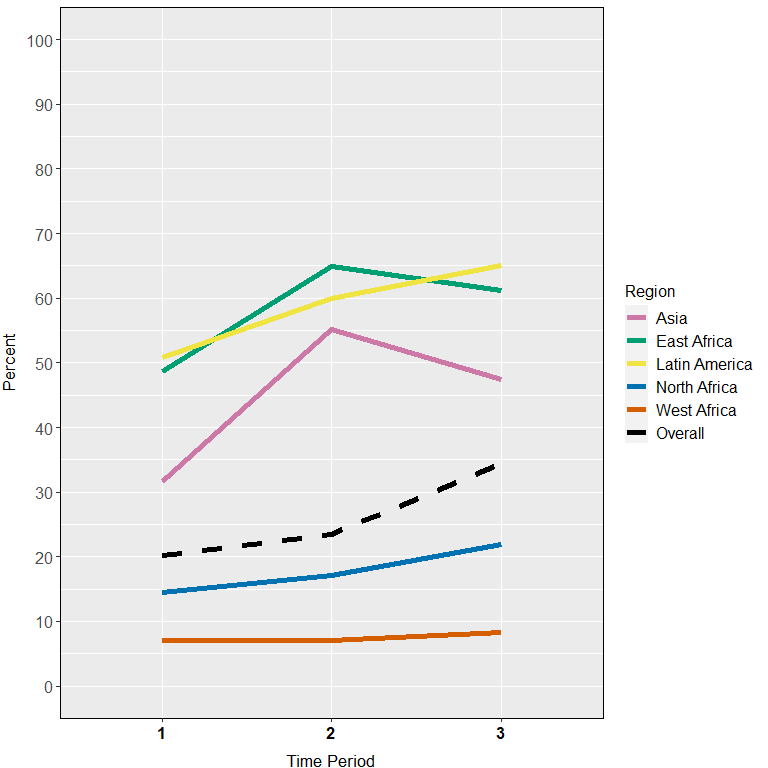 100
90
80
70
60
50
40
30
20
10
0
Percent
1 2 3
Time Period
Region
Asia
East Africa
Latin America
North Africa
West Africa
Overall